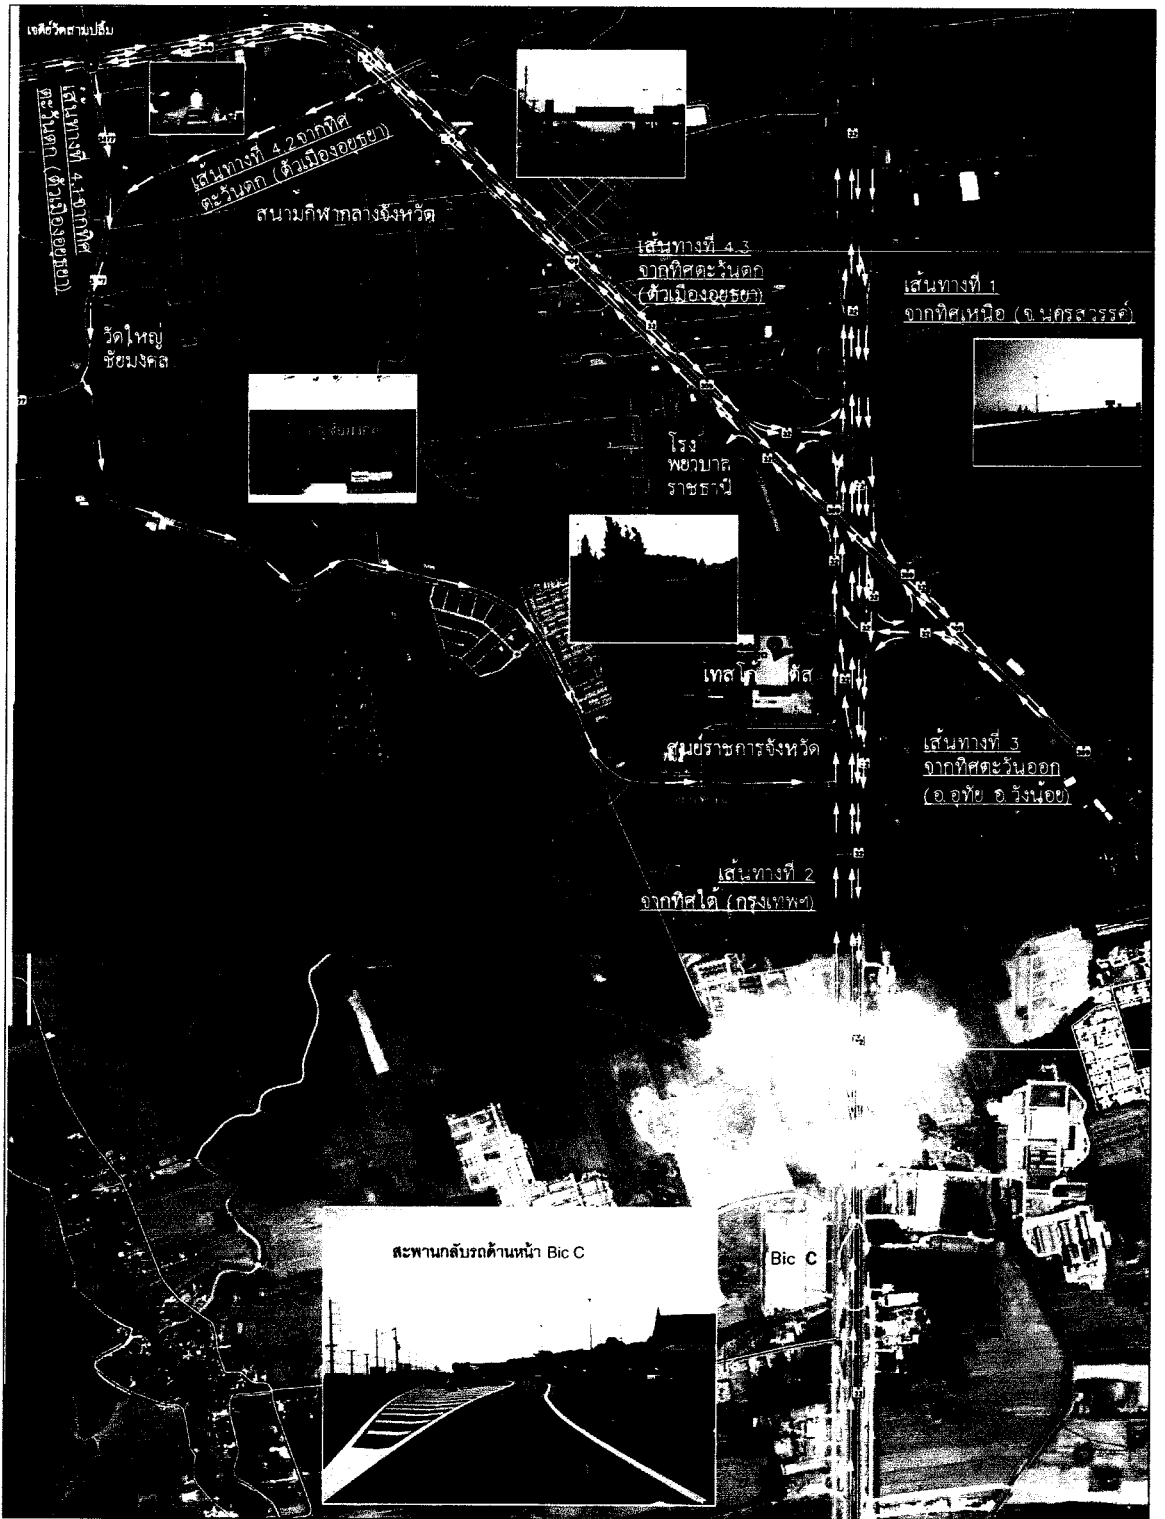 เจดีย์วัดสามปลื้ม
เส้นทางที่ 4.1จากทิศ
ตะวันตก (ตัวเมืองอยุธยา)
เส้นทางที่ 4.2จากทิศ
ตะวันตก (ตัวเมืองอยุธยา)
สนามกีฬากลางจังหวัด
เส้นทางที่ 4.3
จากทิศตะวันตก
(ตัวเมืองอยุธยา)
เส้นทางที่ 1
จากทิศเหนือ (จ.นครสวรรค์)
วัดใหญ่
ชัยมงคล
โรง
พยาบาล
ราชธานี
ศูนย์ราชการจังหวัด
เส้นทางที่ 3
จากทิศตะวันออก
(อ.อุทัย อ.วังน้อย)
เส้นทางที่ 2
จากทิศใต้ (กรุงเทพฯ)
สะพานกลับรถด้านหน้า Bic C
Bic C